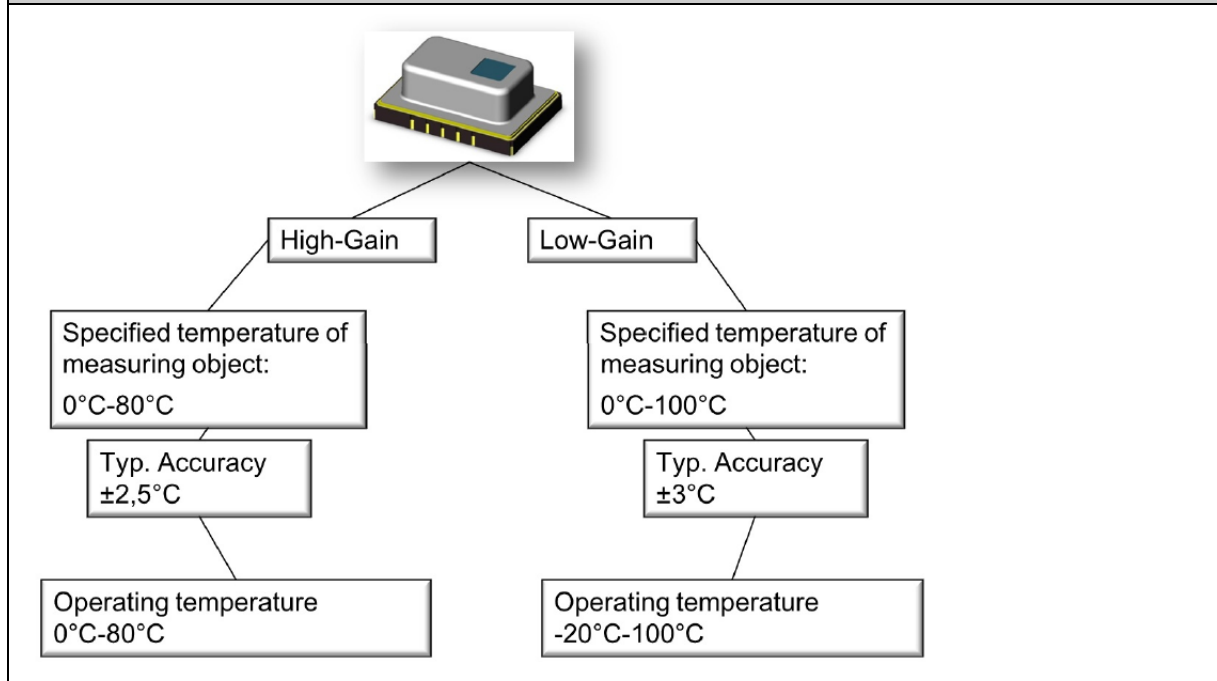 High-Gain
Low-Gain
Specified temperature of
measuring object:
0°C-80°C
Specified temperature of
measuring object:
0°C-100°C
Typ. Accuracy
±2,5°C
Typ. Accuracy
±3°C
Operating temperature
0°C-80°C
Operating temperature
-20°C-100°C